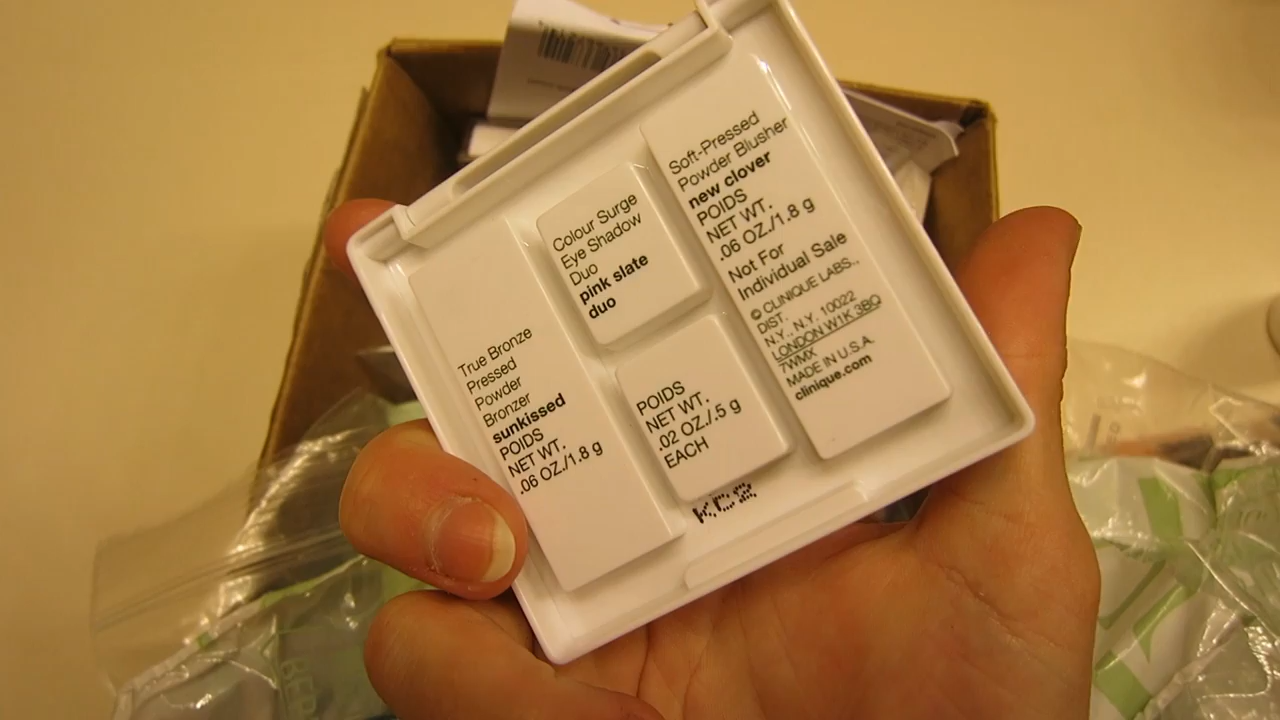 True Bronze
Pressed
Powder
Bronzer
sunkissed
POIDS
NET WT.
.06 OZ./1.8 g
Colour Surge
Eye Shadow
Duo
pink slate
duo
POIDS
NET WT.
.02 OZ./.5 g
EACH
Soft-Pressed
Powder Blusher
new clover
POIDS
NET WT.
.06 OZ./1.8 g
Not For
Individual Sale
© CLINIQUE LABS.,
DIST.
N.Y., N.Y. 10022
LONDON W1K 3BQ
7WMX
MADE IN U.S.A.
clinique.com